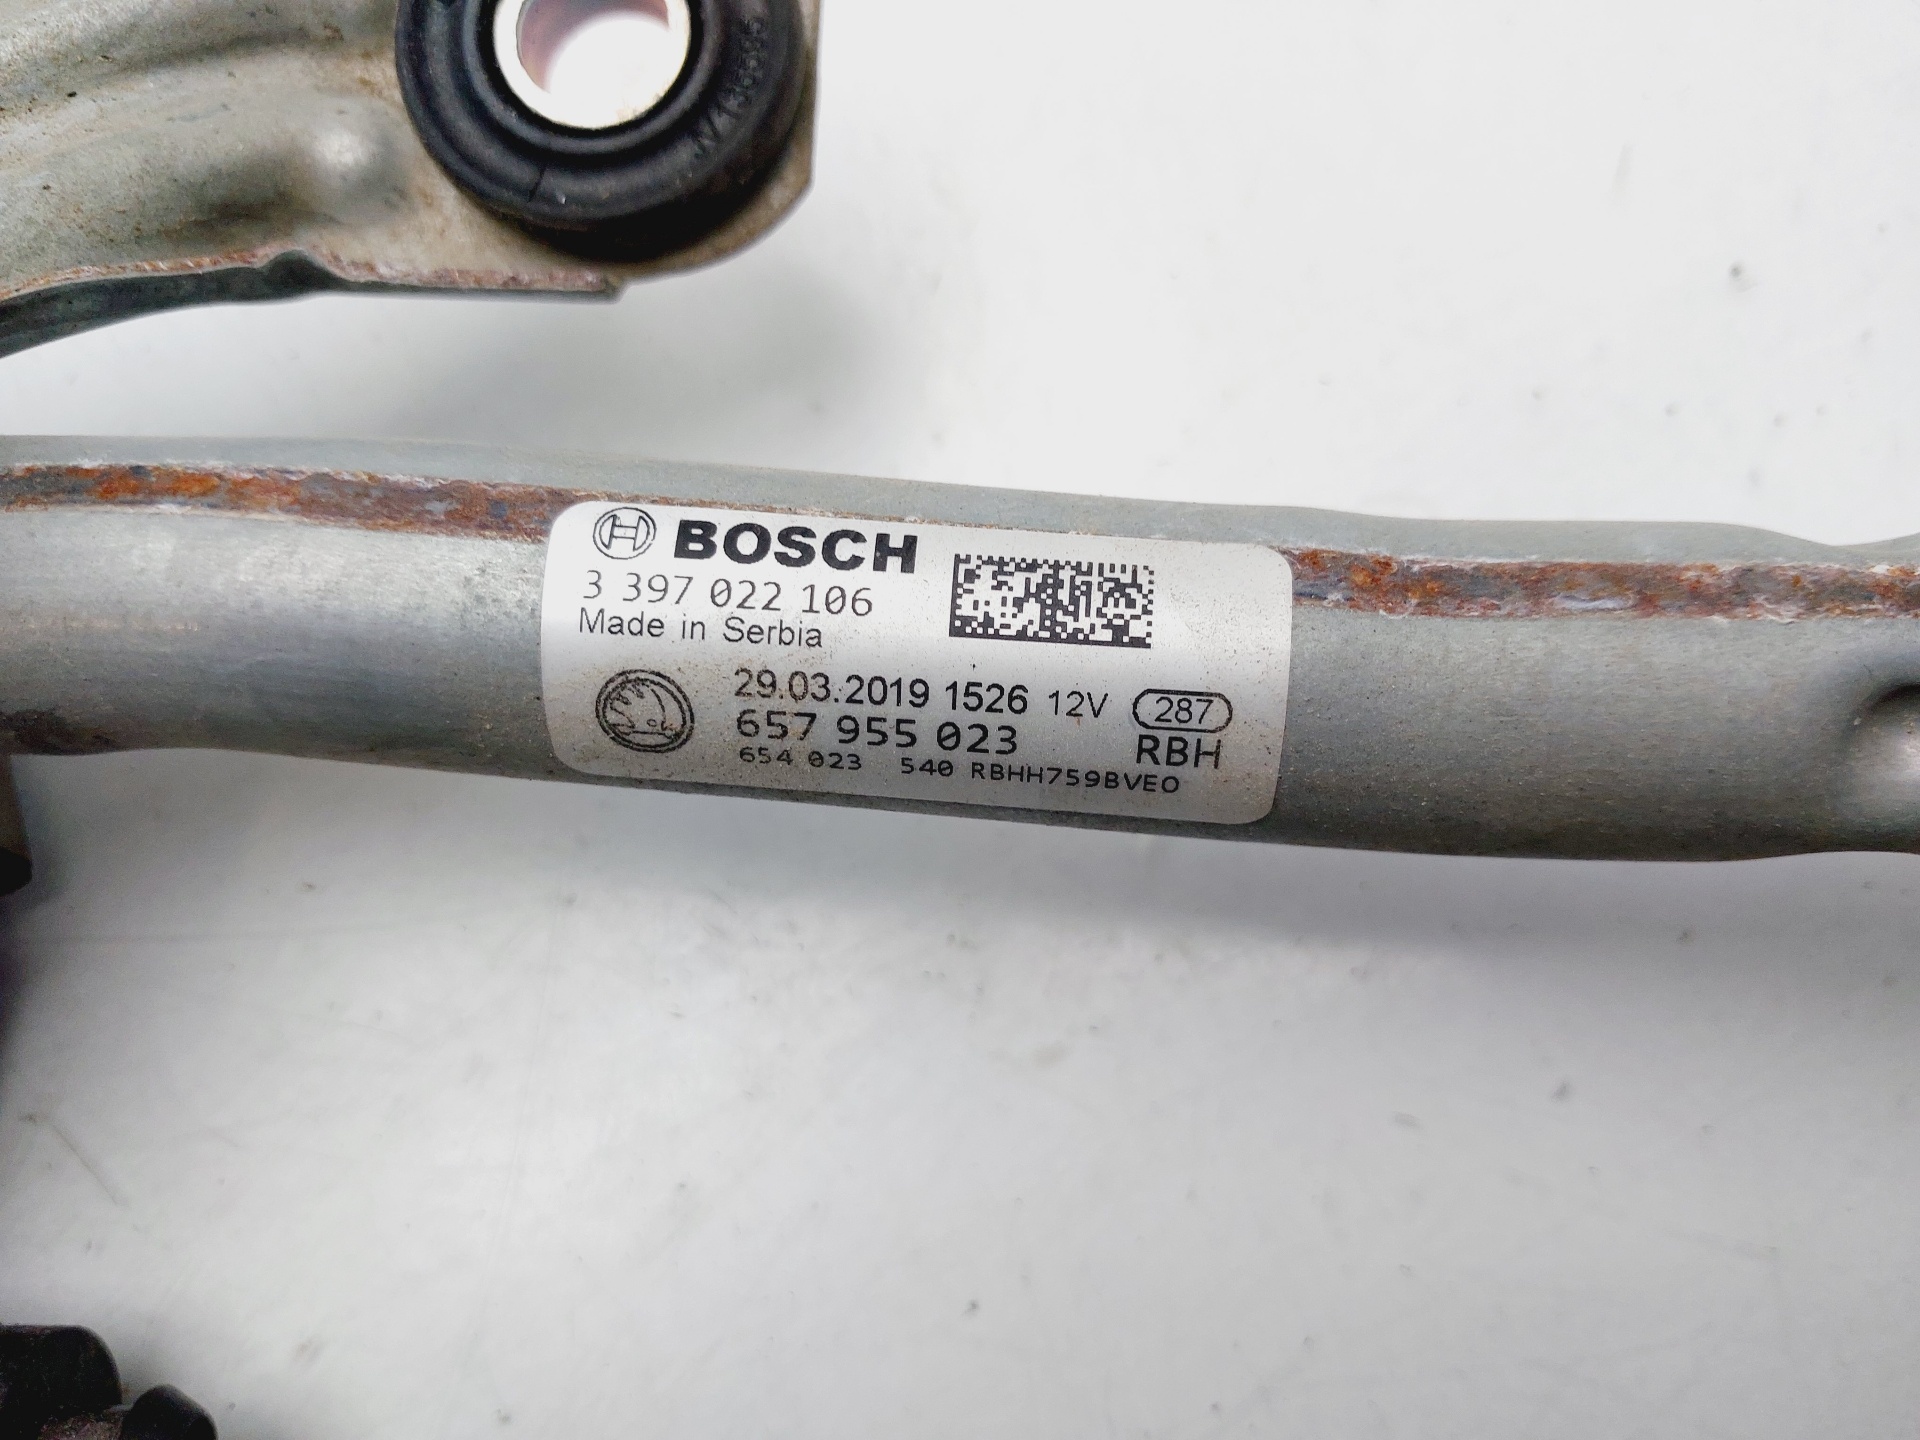 BOSCH
3 397 022 106
Made in Serbia
29.03.2019 1526 12V 287
657 955 023 RBH
654 023 540 RBHH759BVEO